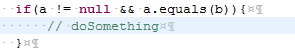 if(a != null && a.equals(b)){¤¶
// doSomething¤¶
}¤¶